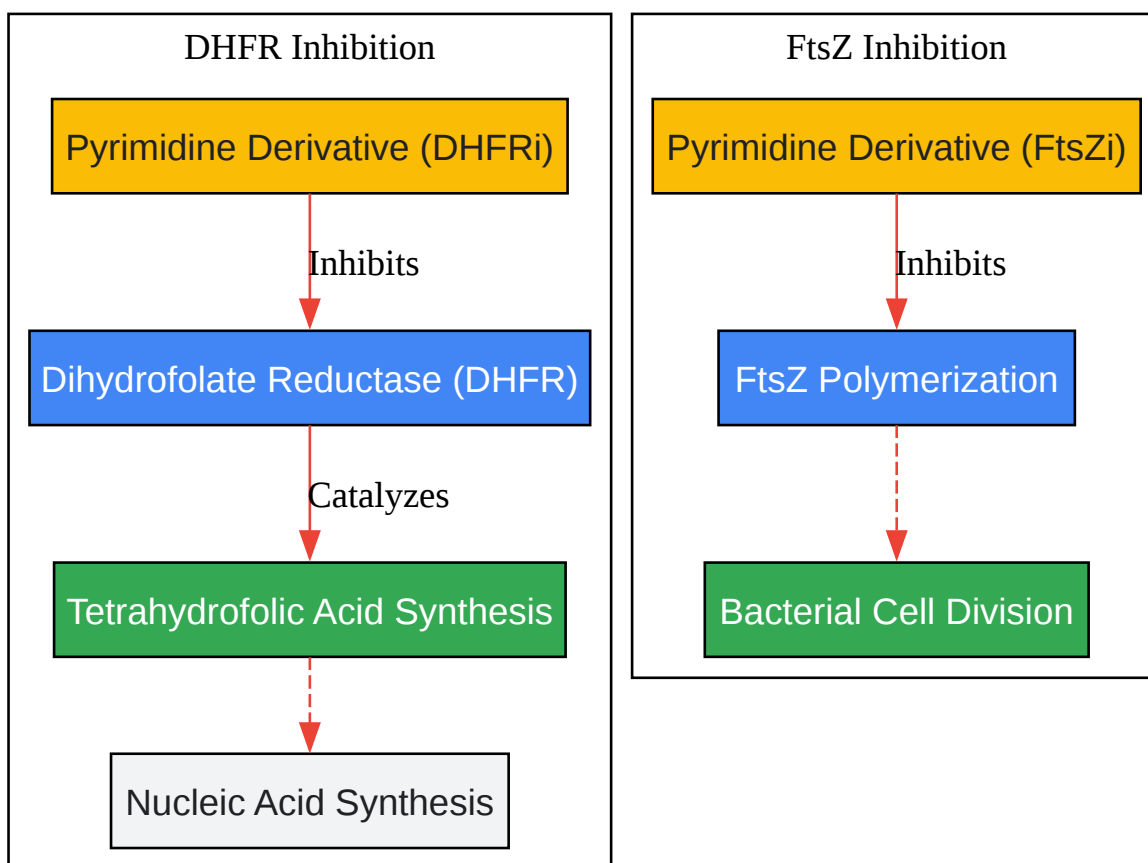 DHFR Inhibition
Pyrimidine Derivative (DHFRi)
Inhibits
Dihydrofolate Reductase (DHFR)
Catalyzes
Tetrahydrofolic Acid Synthesis
Nucleic Acid Synthesis
FtsZ Inhibition
Pyrimidine Derivative (FtsZi)
Inhibits
FtsZ Polymerization
Bacterial Cell Division